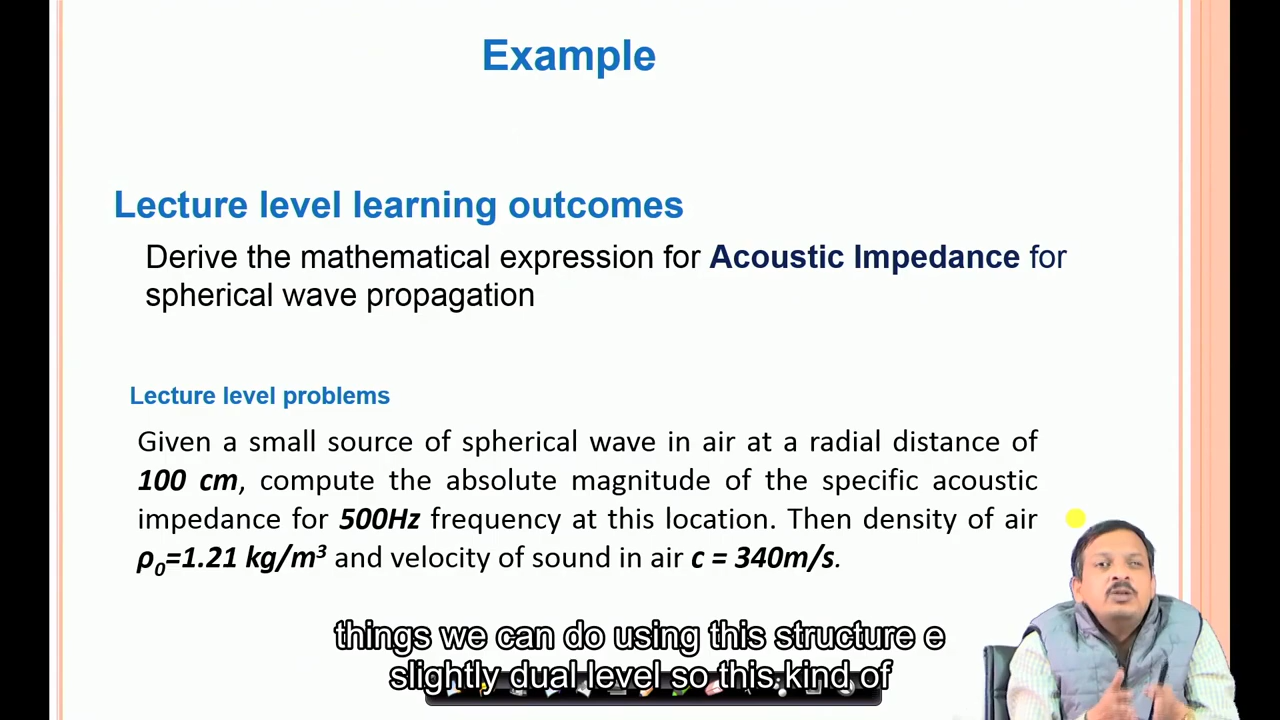 Example
Lecture level learning outcomes
Derive the mathematical expression for Acoustic Impedance for
spherical wave propagation
Lecture level problems
Given a small source of spherical wave in air at a radial distance of
100 cm, compute the absolute magnitude of the specific acoustic
impedance for 500Hz frequency at this location. Then density of air
ρ₀=1.21 kg/m³ and velocity of sound in air c = 340m/s.
things we can do using this structure e
slightly dual level so this kind of